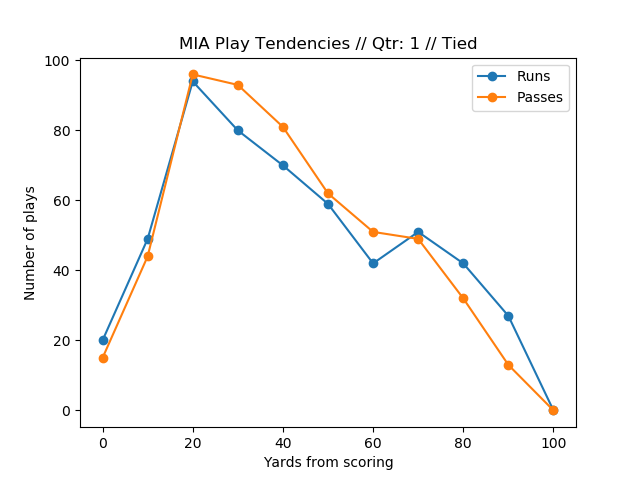 MIA Play Tendencies // Qtr: 1 // Tied
Runs
Passes
Number of plays
100
80
60
40
20
0
0 20 40 60 80 100
Yards from scoring